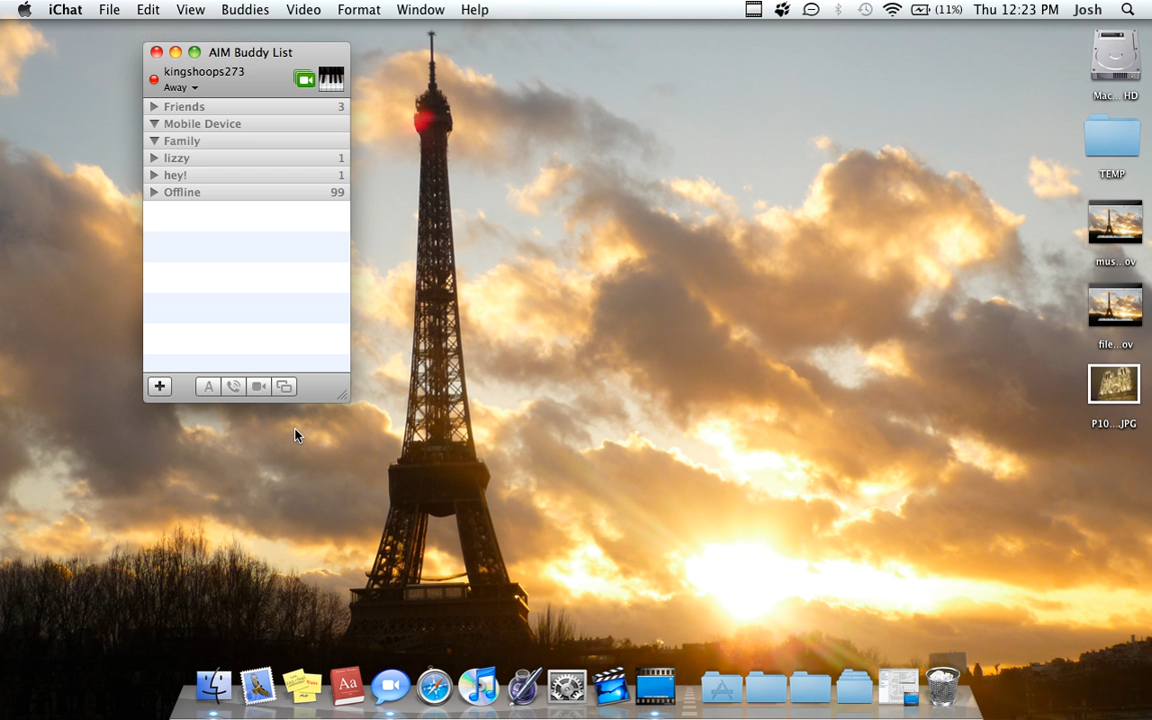 iChat File Edit View Buddies Video Format Window Help (11%) Thu 12:23 PM Josh
AIM Buddy List
kingshoops273
Away
Friends 3
Mobile Device
Family
lizzy 1
hey! 1
Offline 99
A
Mac... HD
TEMP
mus...ov
file...ov
P10....JPG
Aa